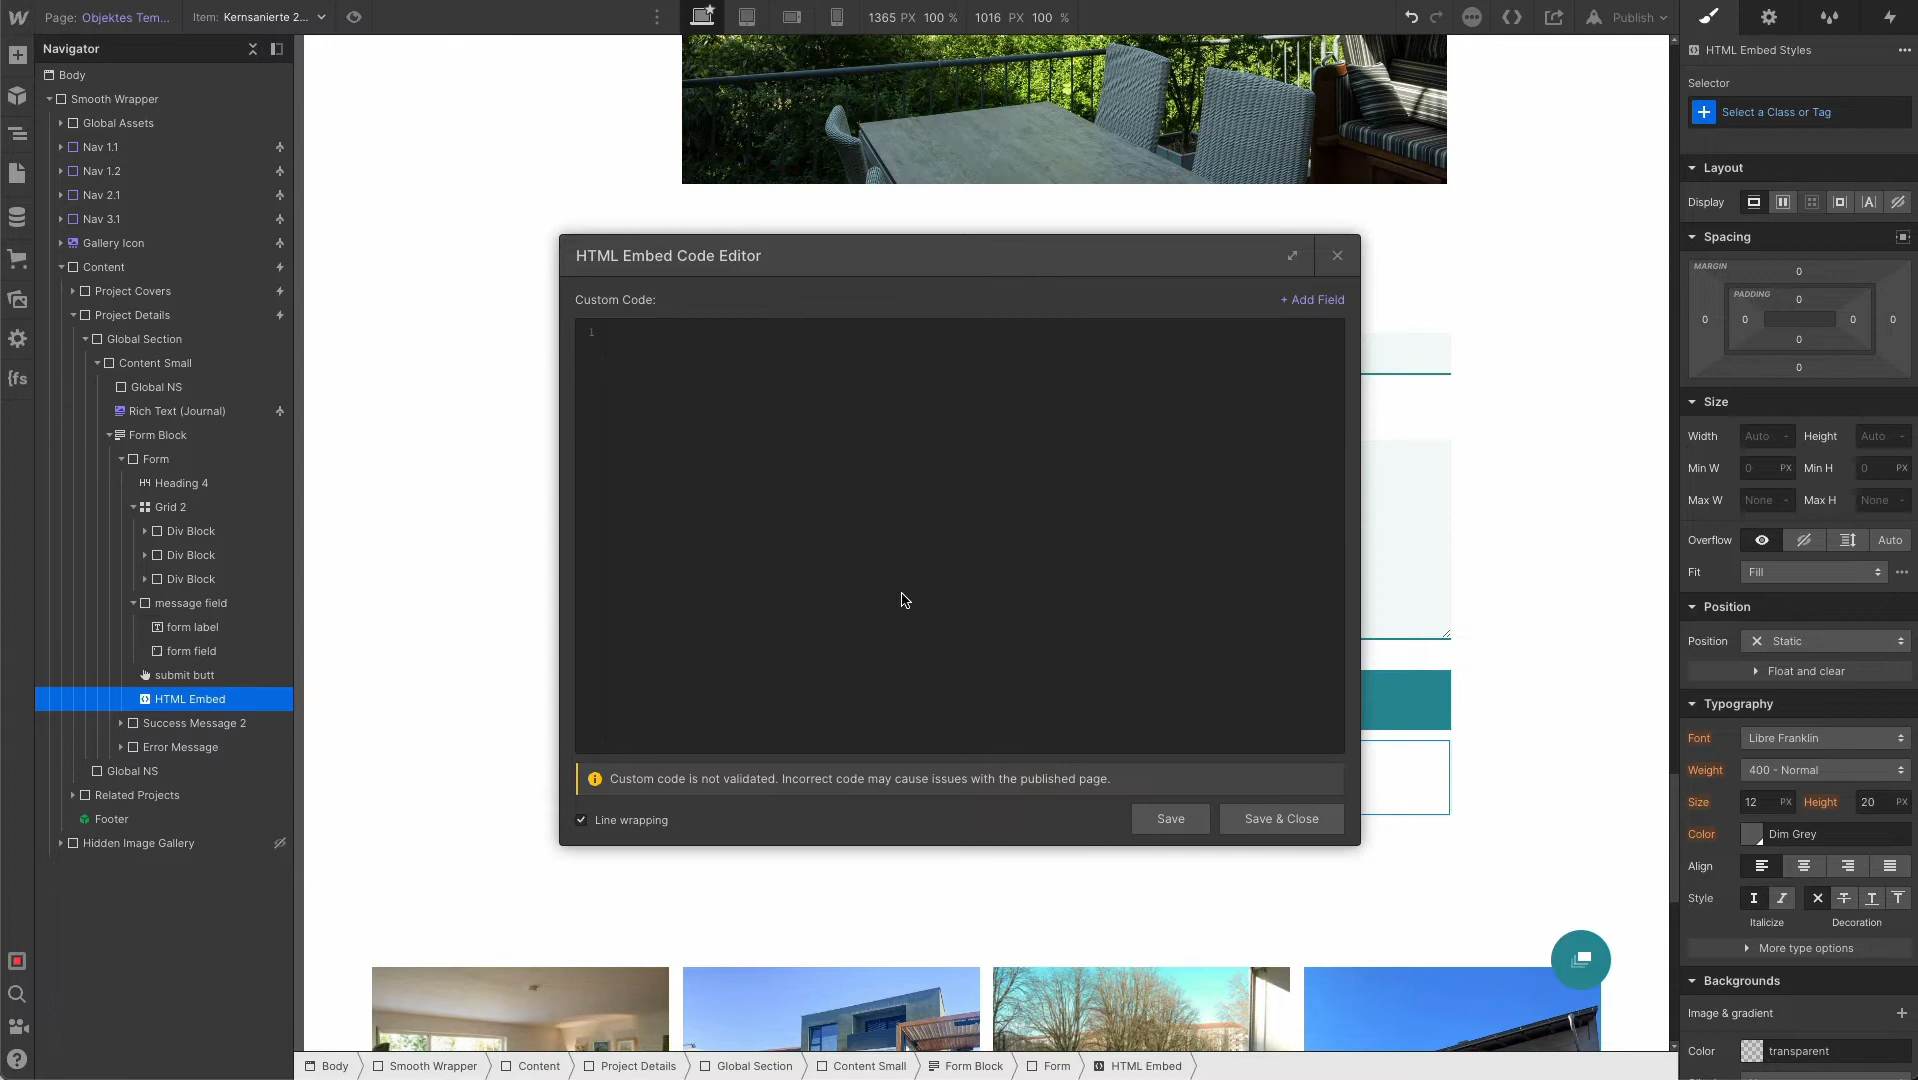 Page: Objektes Tem...
Item: Kernsanierte 2...
1365 PX 100 %
1016 PX 100 %
Publish
Navigator
Body
Smooth Wrapper
Global Assets
Nav 1.1
Nav 1.2
Nav 2.1
Nav 3.1
Gallery Icon
Content
Project Covers
Project Details
Global Section
Content Small
Global NS
Rich Text (Journal)
Form Block
Form
H4 Heading 4
Grid 2
Div Block
Div Block
Div Block
message field
form label
form field
submit butt
HTML Embed
Success Message 2
Error Message
Global NS
Related Projects
Footer
Hidden Image Gallery
HTML Embed Code Editor
Custom Code:
+ Add Field
1
Custom code is not validated. Incorrect code may cause issues with the published page.
Line wrapping
Save
Save & Close
Body
Smooth Wrapper
Content
Project Details
Global Section
Content Small
Form Block
Form
HTML Embed
HTML Embed Styles
Selector
Select a Class or Tag
Layout
Display
Spacing
MARGIN
0
PADDING
0
0
0
0
0
0
0
Size
Width Auto - Height Auto -
Min W 0 PX Min H 0 PX
Max W None - Max H None -
Overflow Auto
Fit Fill
Position
Position Static
Float and clear
Typography
Font Libre Franklin
Weight 400 - Normal
Size 12 PX Height 20 PX
Color Dim Grey
Align
Style
Italicize Decoration
More type options
Backgrounds
Image & gradient
Color transparent